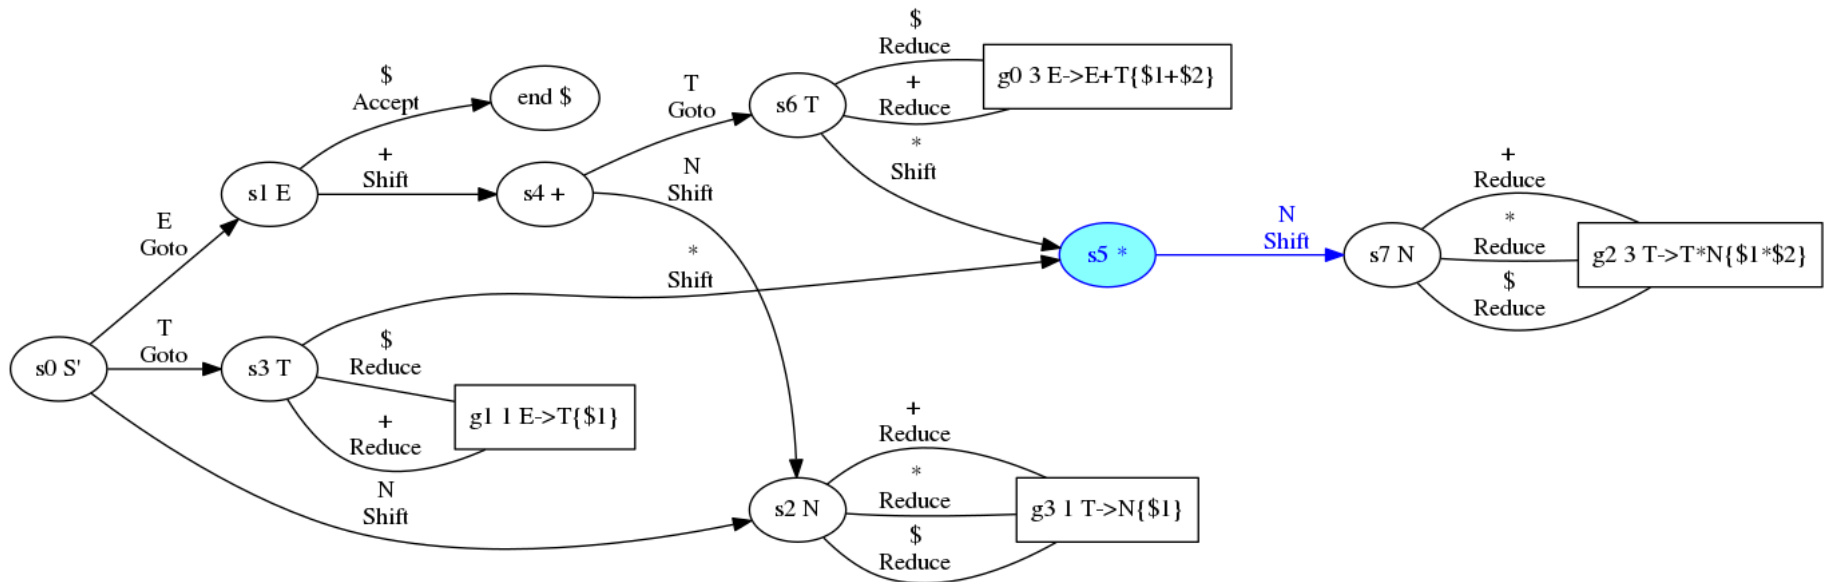 $
Reduce
g0 3 E->E+T{$1+$2}
+
Reduce
s6 T
*
Shift
T
Goto
$
Accept
end $
+
Shift
s1 E
s4 +
N
Shift
E
Goto
*
Shift
s5 *
N
Shift
s7 N
+
Reduce
*
Reduce
$
Reduce
g2 3 T->T*N{$1*$2}
s0 S'
T
Goto
s3 T
$
Reduce
+
Reduce
g1 1 E->T{$1}
N
Shift
s2 N
+
Reduce
*
Reduce
$
Reduce
g3 1 T->N{$1}